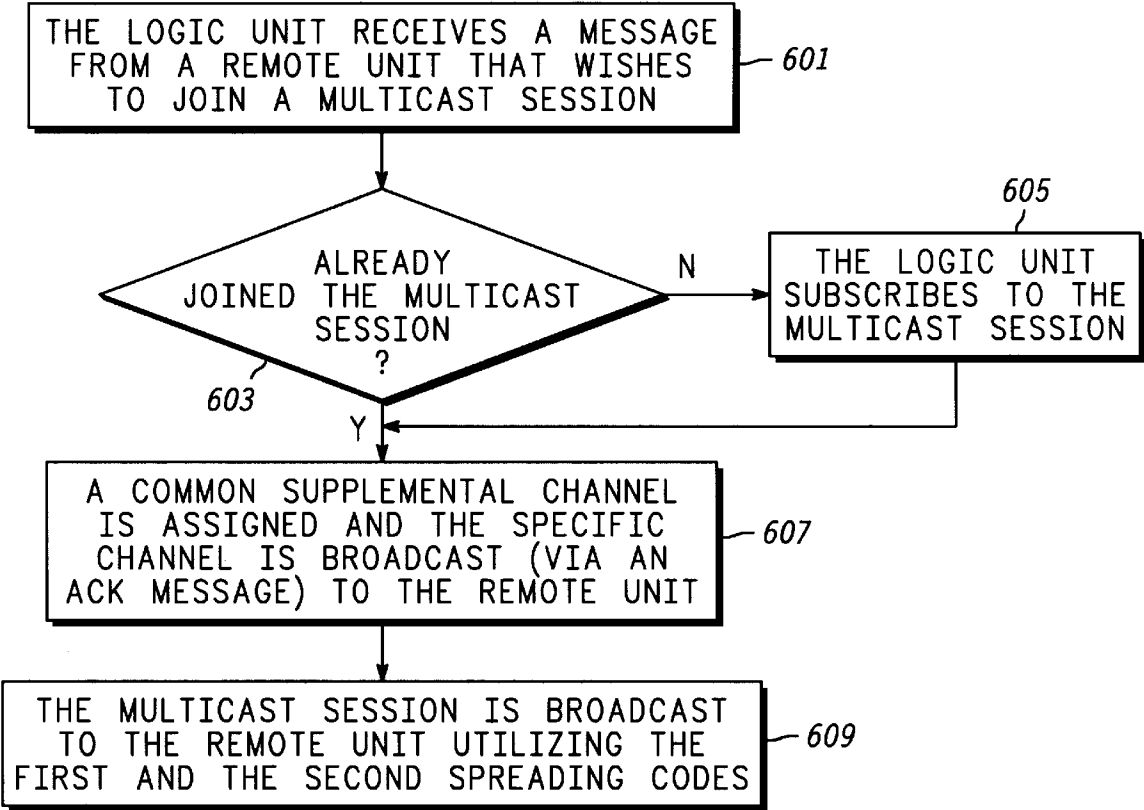 THE LOGIC UNIT RECEIVES A MESSAGE
FROM A REMOTE UNIT THAT WISHES
TO JOIN A MULTICAST SESSION
601
ALREADY
JOINED THE MULTICAST
SESSION
?
603
N
605
THE LOGIC UNIT
SUBSCRIBES TO THE
MULTICAST SESSION
Y
A COMMON SUPPLEMENTAL CHANNEL
IS ASSIGNED AND THE SPECIFIC
CHANNEL IS BROADCAST (VIA AN
ACK MESSAGE) TO THE REMOTE UNIT
607
THE MULTICAST SESSION IS BROADCAST
TO THE REMOTE UNIT UTILIZING THE
FIRST AND THE SECOND SPREADING CODES
609